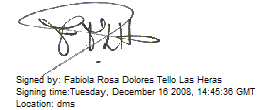 Signed by: Fabiola Rosa Dolores Tello Las Heras
Signing time:Tuesday, December 16 2008, 14:45:36 GMT
Location: dms